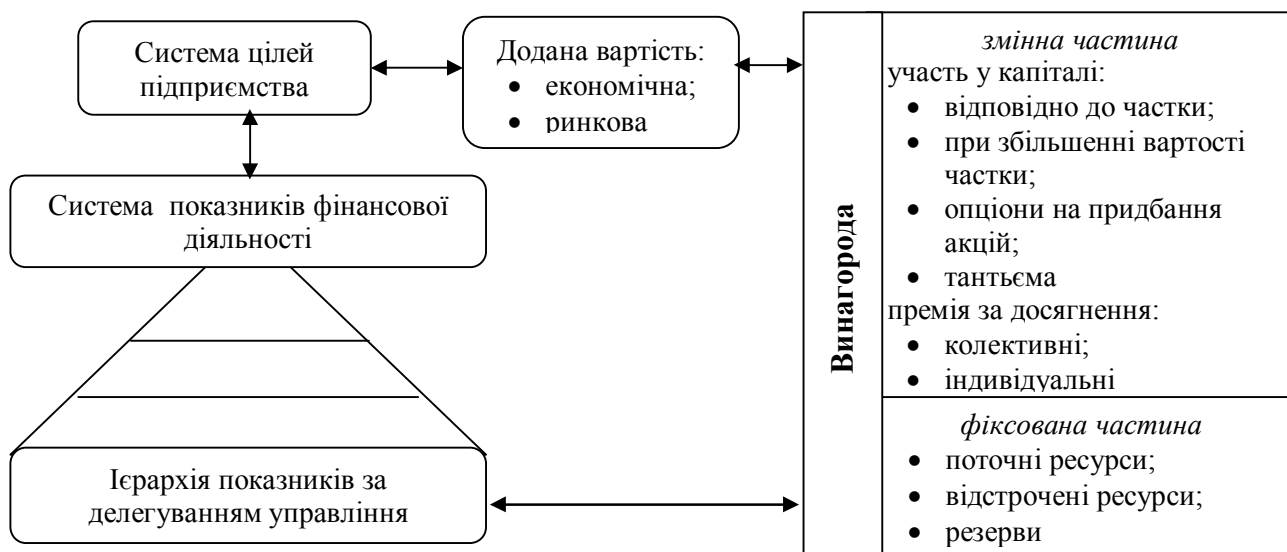 Система цілей
підприємства
Додана вартість:
• економічна;
• ринкова
Система показників фінансової
діяльності
Ієрархія показників за
делегуванням управління
Винагорода
змінна частина
участь у капіталі:
• відповідно до частки;
• при збільшенні вартості
частки;
• опціони на придбання
акцій;
• тантьєма
премія за досягнення:
• колективні;
• індивідуальні
фіксована частина
• поточні ресурси;
• відстрочені ресурси;
• резерви